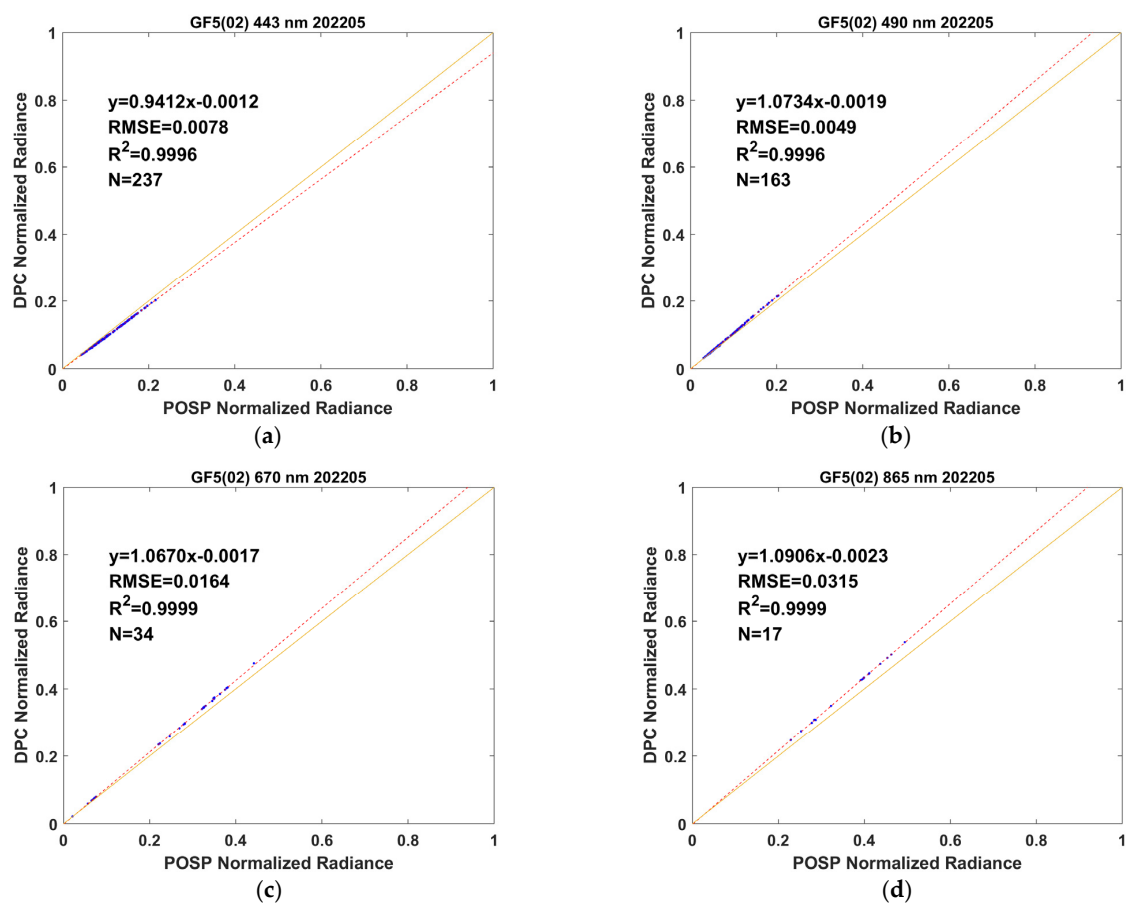 GF5(02) 443 nm 202205
1
0.8
0.6
0.4
0.2
0
y=0.9412x-0.0012
RMSE=0.0078
R²=0.9996
N=237
DPC Normalized Radiance
0 0.2 0.4 0.6 0.8 1
POSP Normalized Radiance
(a)
GF5(02) 490 nm 202205
1
0.8
0.6
0.4
0.2
0
y=1.0734x-0.0019
RMSE=0.0049
R²=0.9996
N=163
DPC Normalized Radiance
0 0.2 0.4 0.6 0.8 1
POSP Normalized Radiance
(b)
GF5(02) 670 nm 202205
1
0.8
0.6
0.4
0.2
0
y=1.0670x-0.0017
RMSE=0.0164
R²=0.9999
N=34
DPC Normalized Radiance
0 0.2 0.4 0.6 0.8 1
POSP Normalized Radiance
(c)
GF5(02) 865 nm 202205
1
0.8
0.6
0.4
0.2
0
y=1.0906x-0.0023
RMSE=0.0315
R²=0.9999
N=17
DPC Normalized Radiance
0 0.2 0.4 0.6 0.8 1
POSP Normalized Radiance
(d)